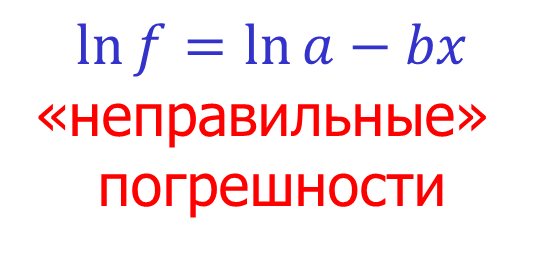 ln f = ln a − bx
«неправильные»
погрешности